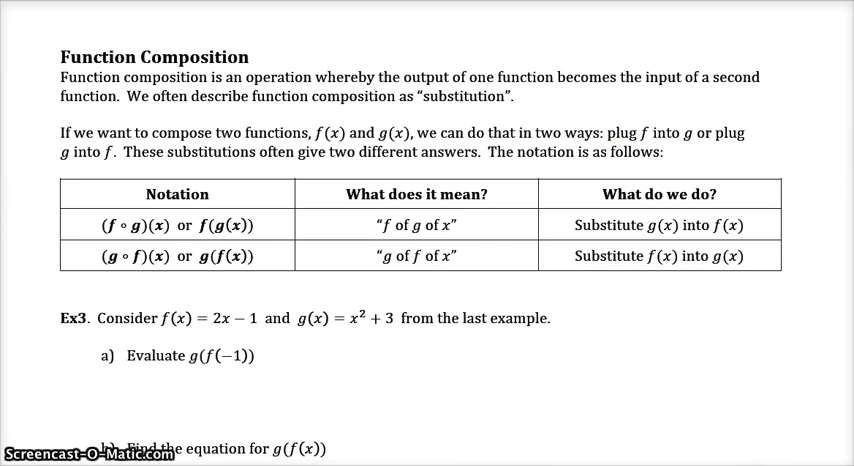 Function Composition
Function composition is an operation whereby the output of one function becomes the input of a second
function. We often describe function composition as “substitution”.
If we want to compose two functions, f(x) and g(x), we can do that in two ways: plug f into g or plug
g into f. These substitutions often give two different answers. The notation is as follows:
Notation What does it mean? What do we do?
(f ∘ g)(x) or f(g(x)) “f of g of x” Substitute g(x) into f(x)
(g ∘ f)(x) or g(f(x)) “g of f of x” Substitute f(x) into g(x)
Ex3. Consider f(x) = 2x − 1 and g(x) = x² + 3 from the last example.
a) Evaluate g(f(−1))
b) Find the equation for g(f(x))
Screencast-O-Matic.com